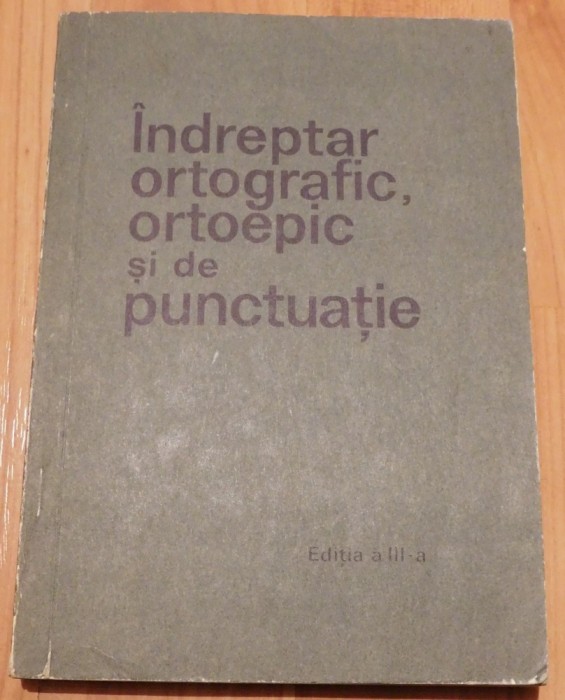 Îndreptar
ortografic,
ortoepic
și de
punctuație
Ediția a III-a